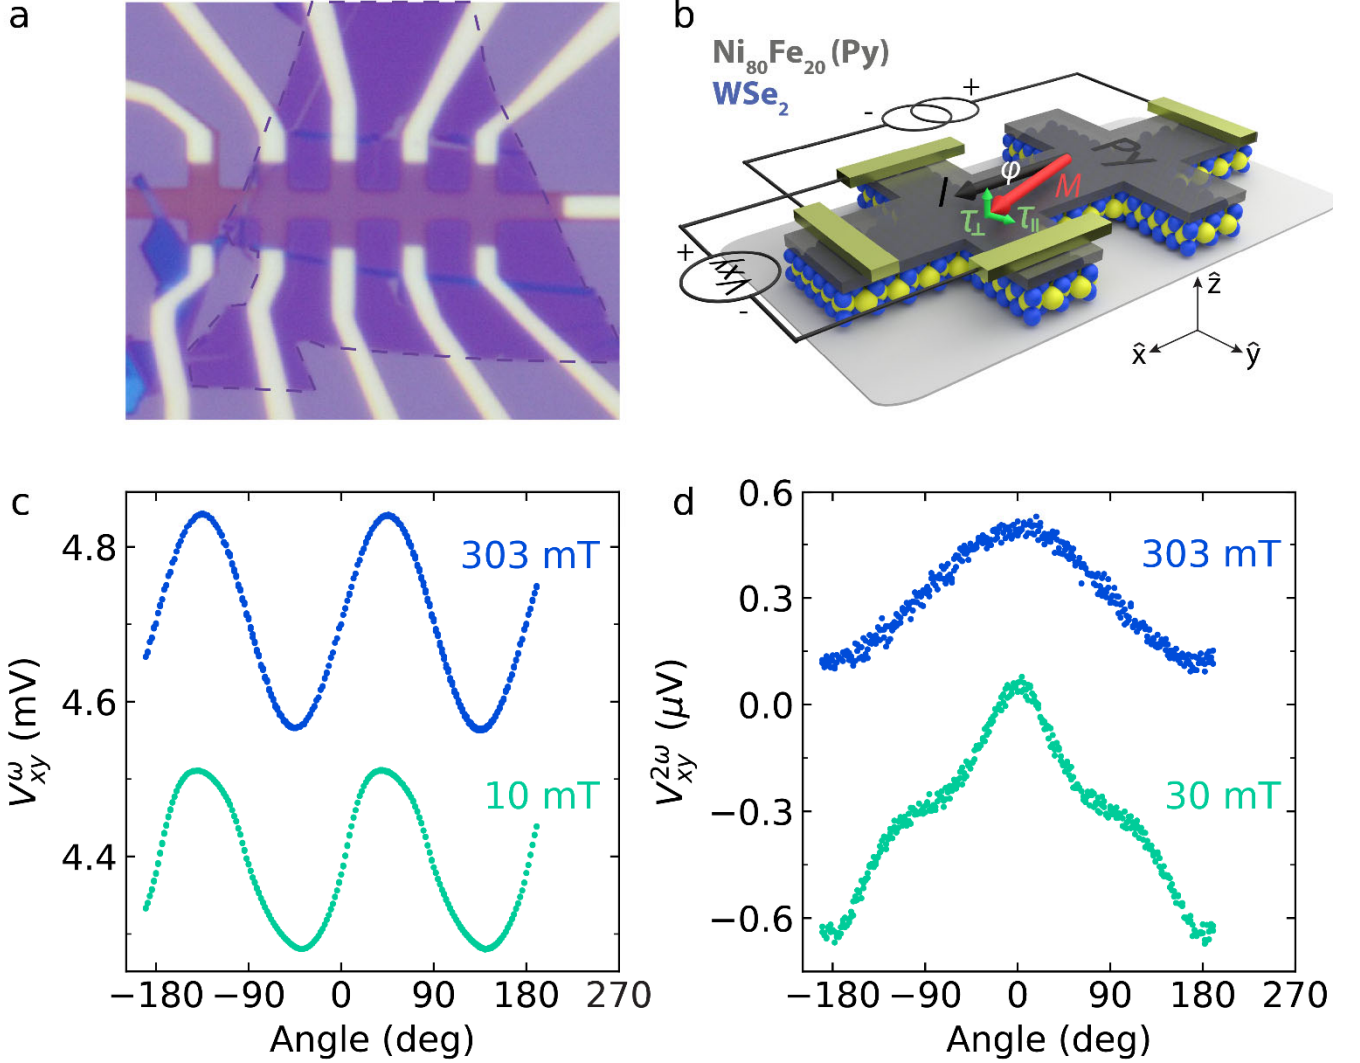 a
b
Ni80Fe20 (Py)
WSe2
+
-
Py
I
φ
M
τ⊥
τ||
+
Vxy
-
ẑ
x̂
ŷ
c
303 mT
10 mT
4.8
4.6
4.4
V^ω_xy (mV)
−180 −90 0 90 180 270
Angle (deg)
d
303 mT
30 mT
0.6
0.3
0.0
−0.3
−0.6
V^2ω_xy (μV)
−180 −90 0 90 180 270
Angle (deg)